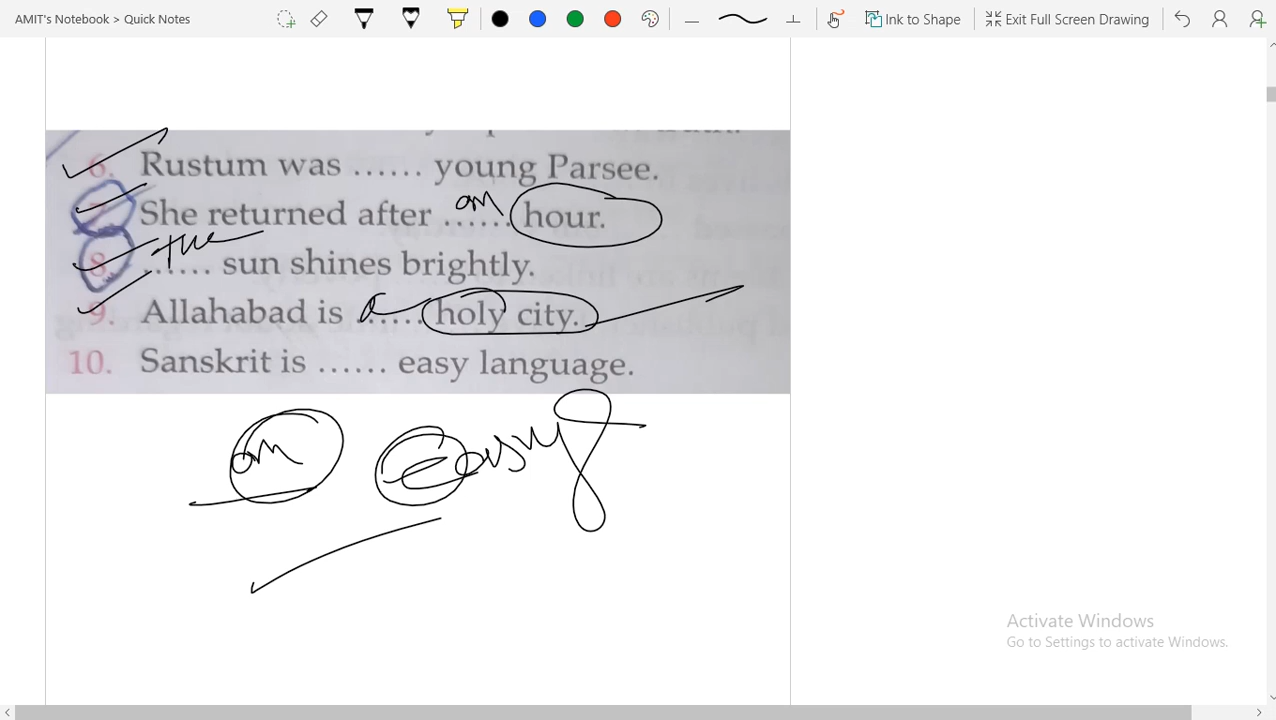 AMIT's Notebook > Quick Notes
Ink to Shape
Exit Full Screen Drawing
6. Rustum was ...... young Parsee.
an
7. She returned after ...... hour.
the
8. ...... sun shines brightly.
9. Allahabad is a ...... holy city.
10. Sanskrit is ...... easy language.
an easy
Activate Windows
Go to Settings to activate Windows.